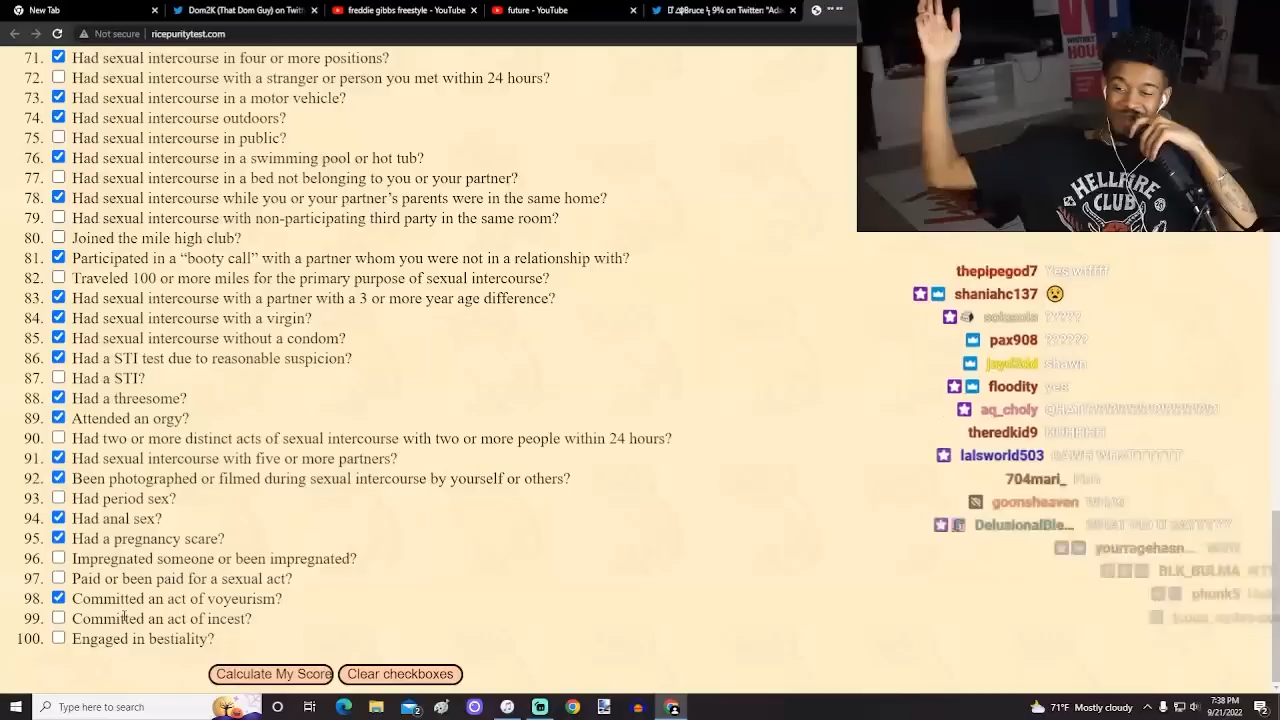 New Tab
Dom2K (That Dom Guy) on Twitt
freddie gibbs freestyle - YouTube
future - YouTube
9% on Twitter: "Ad
Not secure | ricepuritytest.com
71. Had sexual intercourse in four or more positions?
72. Had sexual intercourse with a stranger or person you met within 24 hours?
73. Had sexual intercourse in a motor vehicle?
74. Had sexual intercourse outdoors?
75. Had sexual intercourse in public?
76. Had sexual intercourse in a swimming pool or hot tub?
77. Had sexual intercourse in a bed not belonging to you or your partner?
78. Had sexual intercourse while you or your partner’s parents were in the same home?
79. Had sexual intercourse with non-participating third party in the same room?
80. Joined the mile high club?
81. Participated in a “booty call” with a partner whom you were not in a relationship with?
82. Traveled 100 or more miles for the primary purpose of sexual intercourse?
83. Had sexual intercourse with a partner with a 3 or more year age difference?
84. Had sexual intercourse with a virgin?
85. Had sexual intercourse without a condom?
86. Had a STI test due to reasonable suspicion?
87. Had a STI?
88. Had a threesome?
89. Attended an orgy?
90. Had two or more distinct acts of sexual intercourse with two or more people within 24 hours?
91. Had sexual intercourse with five or more partners?
92. Been photographed or filmed during sexual intercourse by yourself or others?
93. Had period sex?
94. Had anal sex?
95. Had a pregnancy scare?
96. Impregnated someone or been impregnated?
97. Paid or been paid for a sexual act?
98. Committed an act of voyeurism?
99. Committed an act of incest?
100. Engaged in bestiality?
Calculate My Score
Clear checkboxes
HELLFIRE
CLUB
thepipegod7
shaniahc137
?????
pax908 ??????
shawn
floodity yes
aq_choly
theredkid9
lalsworld503
704mari_
goonsheaven
DelusionalBle...
yourragehasn...
BLK_BULMA
phunk5
Type here to search
71°F Mostly cloudy
7:38 PM
9/21/2022